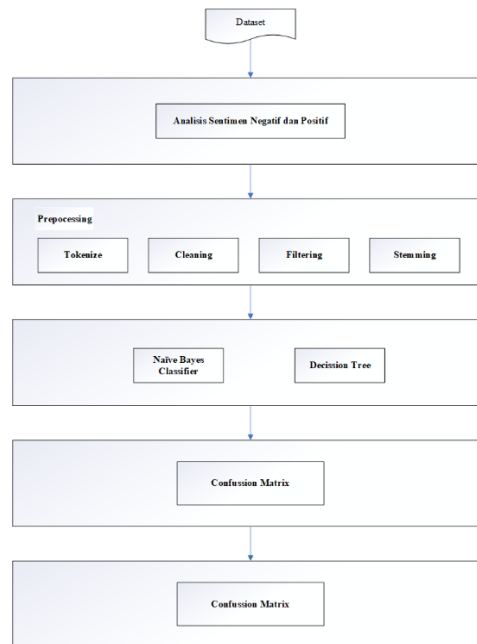 Dataset
Analisis Sentimen Negatif dan Positif
Prepocessing
Tokenize
Cleaning
Filtering
Stemming
Naïve Bayes
Classifier
Decission Tree
Confussion Matrix
Confussion Matrix